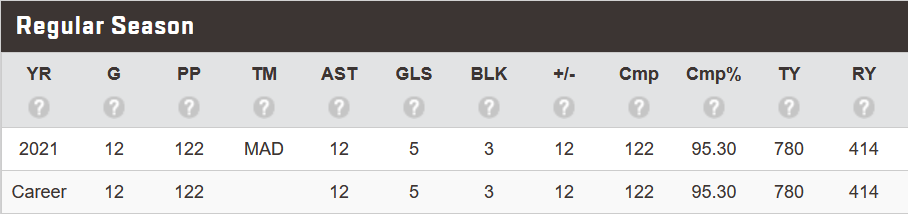 Regular Season
YR G PP TM AST GLS BLK +/- Cmp Cmp% TY RY
? ? ? ? ? ? ? ? ? ? ? ?
2021 12 122 MAD 12 5 3 12 122 95.30 780 414
Career 12 122 12 5 3 12 122 95.30 780 414